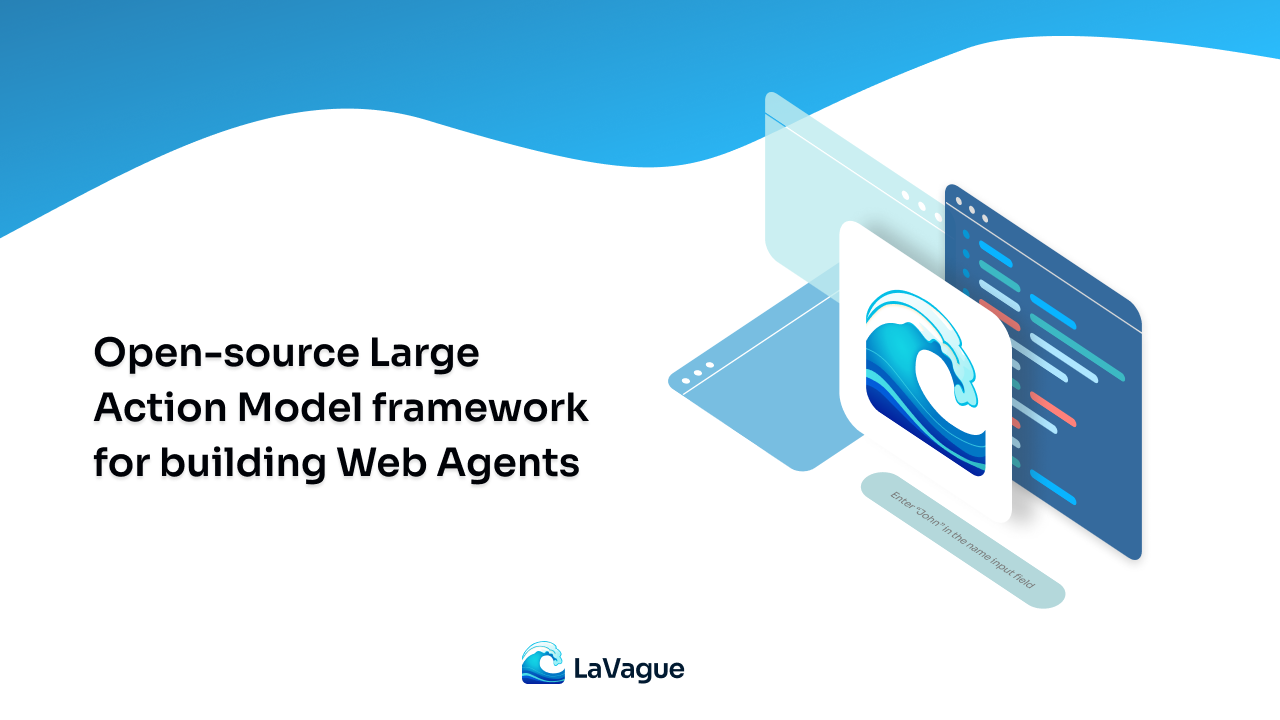 Open-source Large
Action Model framework
for building Web Agents
Enter "John" in the name input field
LaVague